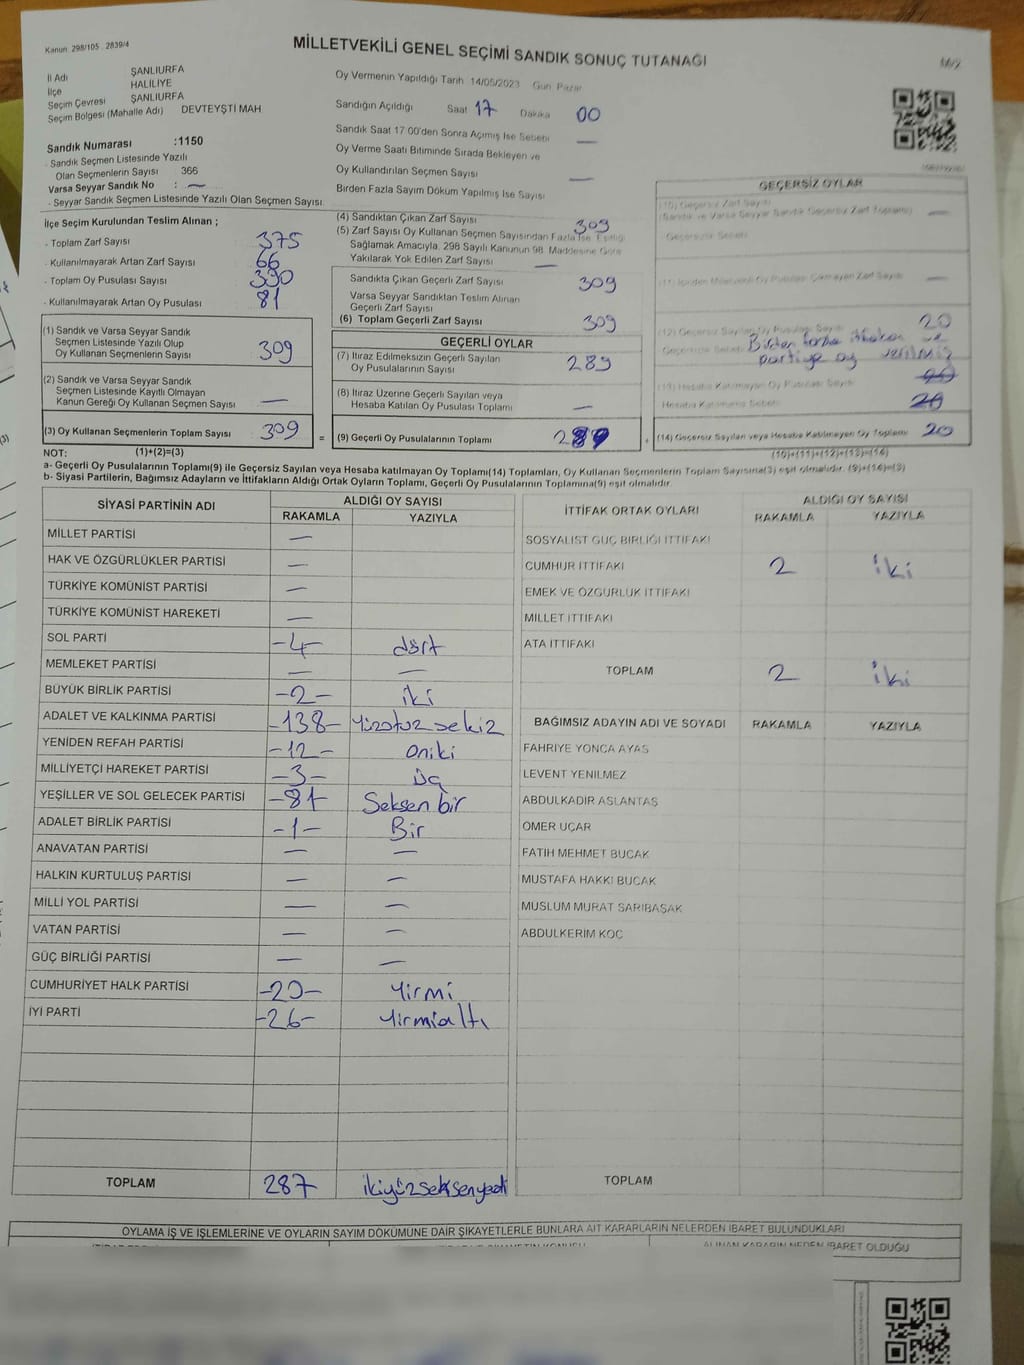 Kanun 298/105 . 2839/4
MİLLETVEKİLİ GENEL SEÇİMİ SANDIK SONUÇ TUTANAĞI
İl Adı ŞANLIURFA
İlçe HALİLİYE
Seçim Çevresi ŞANLIURFA
Seçim Bölgesi (Mahalle Adı) DEVTEYŞTİ MAH.
Oy Vermenin Yapıldığı Tarih 14/05/2023 Gün Pazar
Sandığın Açıldığı Saat 17 Dakika 00
Sandık Saat 17 00'den Sonra Açımış İse Sebebi —
Oy Verme Saati Bitiminde Sırada Bekleyen ve
Oy Kullandırılan Seçmen Sayısı —
Birden Fazla Sayım Döküm Yapılmış İse Sayısı
Sandık Numarası :1150
- Sandık Seçmen Listesinde Yazılı
Olan Seçmenlerin Sayısı 366
Varsa Seyyar Sandık No : —
- Seyyar Sandık Seçmen Listesinde Yazılı Olan Seçmen Sayısı
İlçe Seçim Kurulundan Teslim Alınan ;
- Toplam Zarf Sayısı 375
- Kullanılmayarak Artan Zarf Sayısı 66
- Toplam Oy Pusulası Sayısı 390
- Kullanılmayarak Artan Oy Pusulası 81
(1) Sandık ve Varsa Seyyar Sandık
Seçmen Listesinde Yazılı Olup
Oy Kullanan Seçmenlerin Sayısı 309
(2) Sandık ve Varsa Seyyar Sandık
Seçmen Listesinde Kayıtlı Olmayan
Kanun Gereği Oy Kullanan Seçmen Sayısı —
(3) Oy Kullanan Seçmenlerin Toplam Sayısı 309 =
(4) Sandıktan Çıkan Zarf Sayısı 309
(5) Zarf Sayısı Oy Kullanan Seçmen Sayısından Fazla İse, Eşitliği
Sağlamak Amacıyla, 298 Sayılı Kanunun 98. Maddesine Göre
Yakılarak Yok Edilen Zarf Sayısı —
Sandıkta Çıkan Geçerli Zarf Sayısı 309
Varsa Seyyar Sandıktan Teslim Alınan
Geçerli Zarf Sayısı
(6) Toplam Geçerli Zarf Sayısı 309
GEÇERLİ OYLAR
(7) İtiraz Edilmeksizin Geçerli Sayılan
Oy Pusulalarının Sayısı 289
(8) İtiraz Üzerine Geçerli Sayılan veya
Hesaba Katılan Oy Pusulası Toplamı —
(9) Geçerli Oy Pusulalarının Toplamı 289 +
GEÇERSİZ OYLAR
(10) Geçersiz Zarf Sayısı
(Sandık ve Varsa Seyyar Sandık Geçersiz Zarf Toplamı) —
Geçersizlik Sebebi
(11) İçinden Milletvekili Oy Pusulası Çıkmayan Zarf Sayısı —
(12) Geçersiz Sayılan Oy Pusulası Sayısı 20
Geçersizlik Sebebi Birden fazla ittifaka ve
partiye oy verilmiş
(13) Hesaba Katılmayan Oy Pusulası Sayısı 20
Hesaba Katılmama Sebebi 20
(14) Geçersiz Sayılan veya Hesaba Katılmayan Oy Toplamı 20
NOT: (1)+(2)=(3) (10)+(11)+(12)+(13)=(14)
a- Geçerli Oy Pusulalarının Toplamı(9) ile Geçersiz Sayılan veya Hesaba katılmayan Oy Toplamı(14) Toplamları, Oy Kullanan Seçmenlerin Toplam Sayısına(3) eşit olmalıdır. (9)+(14)=(3)
b- Siyasi Partilerin, Bağımsız Adayların ve İttifakların Aldığı Ortak Oyların Toplamı, Geçerli Oy Pusulalarının Toplamına(9) eşit olmalıdır.
SİYASİ PARTİNİN ADI ALDIĞI OY SAYISI
RAKAMLA YAZIYLA
MİLLET PARTİSİ —
HAK VE ÖZGÜRLÜKLER PARTİSİ —
TÜRKİYE KOMÜNİST PARTİSİ —
TÜRKİYE KOMÜNİST HAREKETİ —
SOL PARTİ -4- dört
MEMLEKET PARTİSİ — —
BÜYÜK BİRLİK PARTİSİ -2- iki
ADALET VE KALKINMA PARTİSİ -138- Yüzotuz sekiz
YENİDEN REFAH PARTİSİ -12- Oniki
MİLLİYETÇİ HAREKET PARTİSİ -3- Üç
YEŞİLLER VE SOL GELECEK PARTİSİ -81- Seksen bir
ADALET BİRLİK PARTİSİ -1- Bir
ANAVATAN PARTİSİ — —
HALKIN KURTULUŞ PARTİSİ — —
MİLLİ YOL PARTİSİ — —
VATAN PARTİSİ — —
GÜÇ BİRLİĞİ PARTİSİ — —
CUMHURİYET HALK PARTİSİ -20- Yirmi
İYİ PARTİ -26- Yirmialtı
TOPLAM 287 ikiyüzseksenyedi
İTTİFAK ORTAK OYLARI ALDIĞI OY SAYISI
RAKAMLA YAZIYLA
SOSYALİST GÜÇ BİRLİĞİ İTTİFAKI
CUMHUR İTTİFAKI 2 iki
EMEK VE ÖZGÜRLÜK İTTİFAKI
MİLLET İTTİFAKI
ATA İTTİFAKI
TOPLAM 2 iki
BAĞIMSIZ ADAYIN ADI VE SOYADI RAKAMLA YAZIYLA
FAHRİYE YONCA AYAS
LEVENT YENİLMEZ
ABDULKADİR ASLANTAŞ
ÖMER UÇAR
FATİH MEHMET BUCAK
MUSTAFA HAKKI BUCAK
MÜSLÜM MURAT SARIBAŞAK
ABDULKERİM KOÇ
TOPLAM
OYLAMA İŞ VE İŞLEMLERİNE VE OYLARIN SAYIM DÖKÜMÜNE DAİR ŞİKAYETLERLE BUNLARA AİT KARARLARIN NELERDEN İBARET BULUNDUKLARI
ALINAN KARARIN NEDEN İBARET OLDUĞU